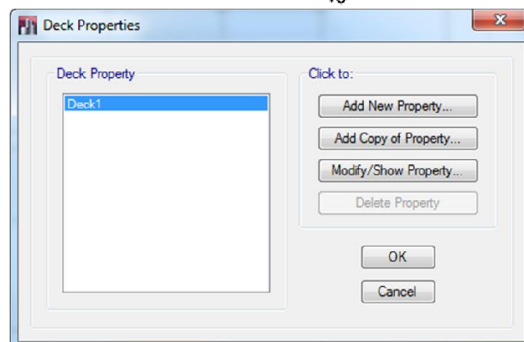 Deck Properties
Deck Property
Deck1
Click to:
Add New Property...
Add Copy of Property...
Modify/Show Property...
Delete Property
OK
Cancel